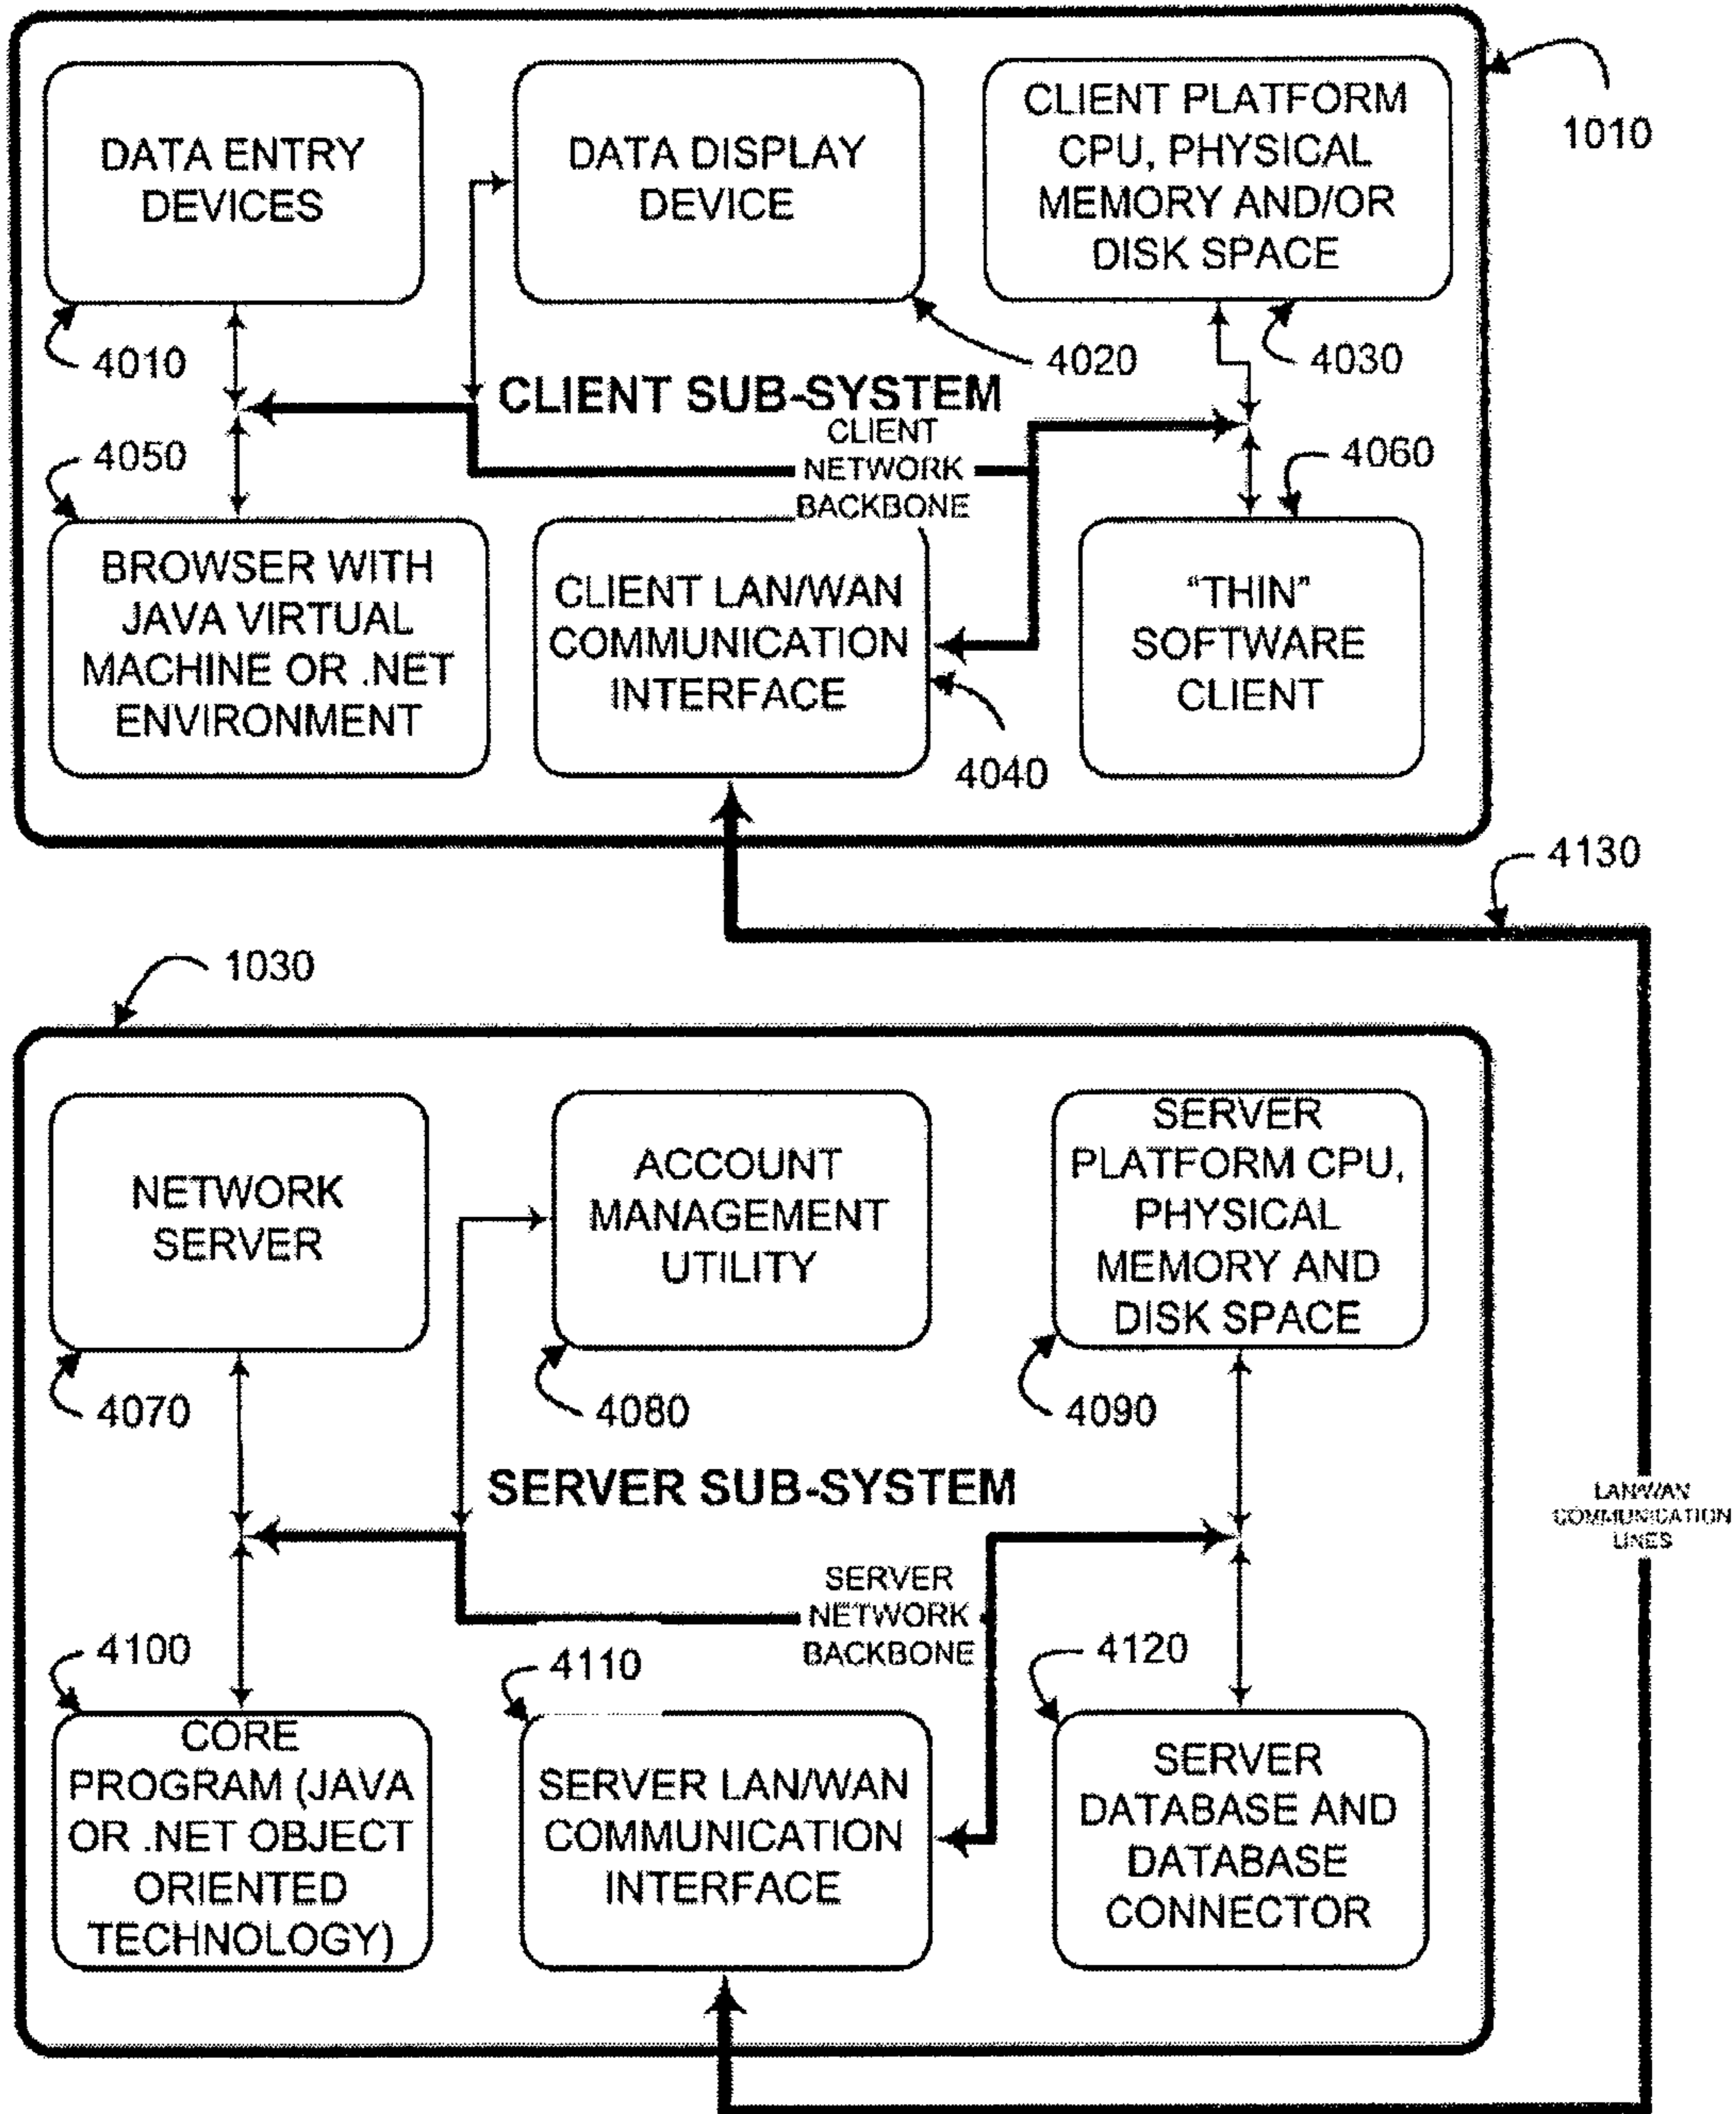 DATA ENTRY
DEVICES
DATA DISPLAY
DEVICE
CLIENT PLATFORM
CPU, PHYSICAL
MEMORY AND/OR
DISK SPACE
1010
4010
4020
4030
CLIENT SUB-SYSTEM
CLIENT
NETWORK
BACKBONE
4050
4060
BROWSER WITH
JAVA VIRTUAL
MACHINE OR .NET
ENVIRONMENT
CLIENT LAN/WAN
COMMUNICATION
INTERFACE
"THIN"
SOFTWARE
CLIENT
4040
4130
1030
NETWORK
SERVER
ACCOUNT
MANAGEMENT
UTILITY
SERVER
PLATFORM CPU,
PHYSICAL
MEMORY AND
DISK SPACE
4070
4080
4090
SERVER SUB-SYSTEM
LAN/WAN
COMMUNICATION
LINES
SERVER
NETWORK
BACKBONE
4100
4110
4120
CORE
PROGRAM (JAVA
OR .NET OBJECT
ORIENTED
TECHNOLOGY)
SERVER LAN/WAN
COMMUNICATION
INTERFACE
SERVER
DATABASE AND
DATABASE
CONNECTOR